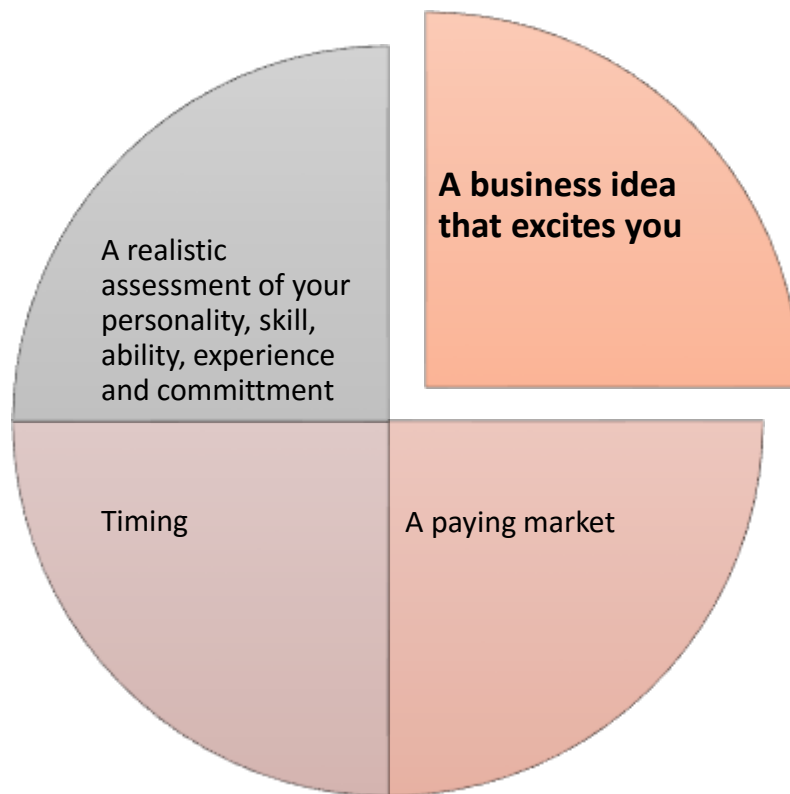 A business idea
that excites you
A realistic
assessment of your
personality, skill,
ability, experience
and committment
Timing
A paying market